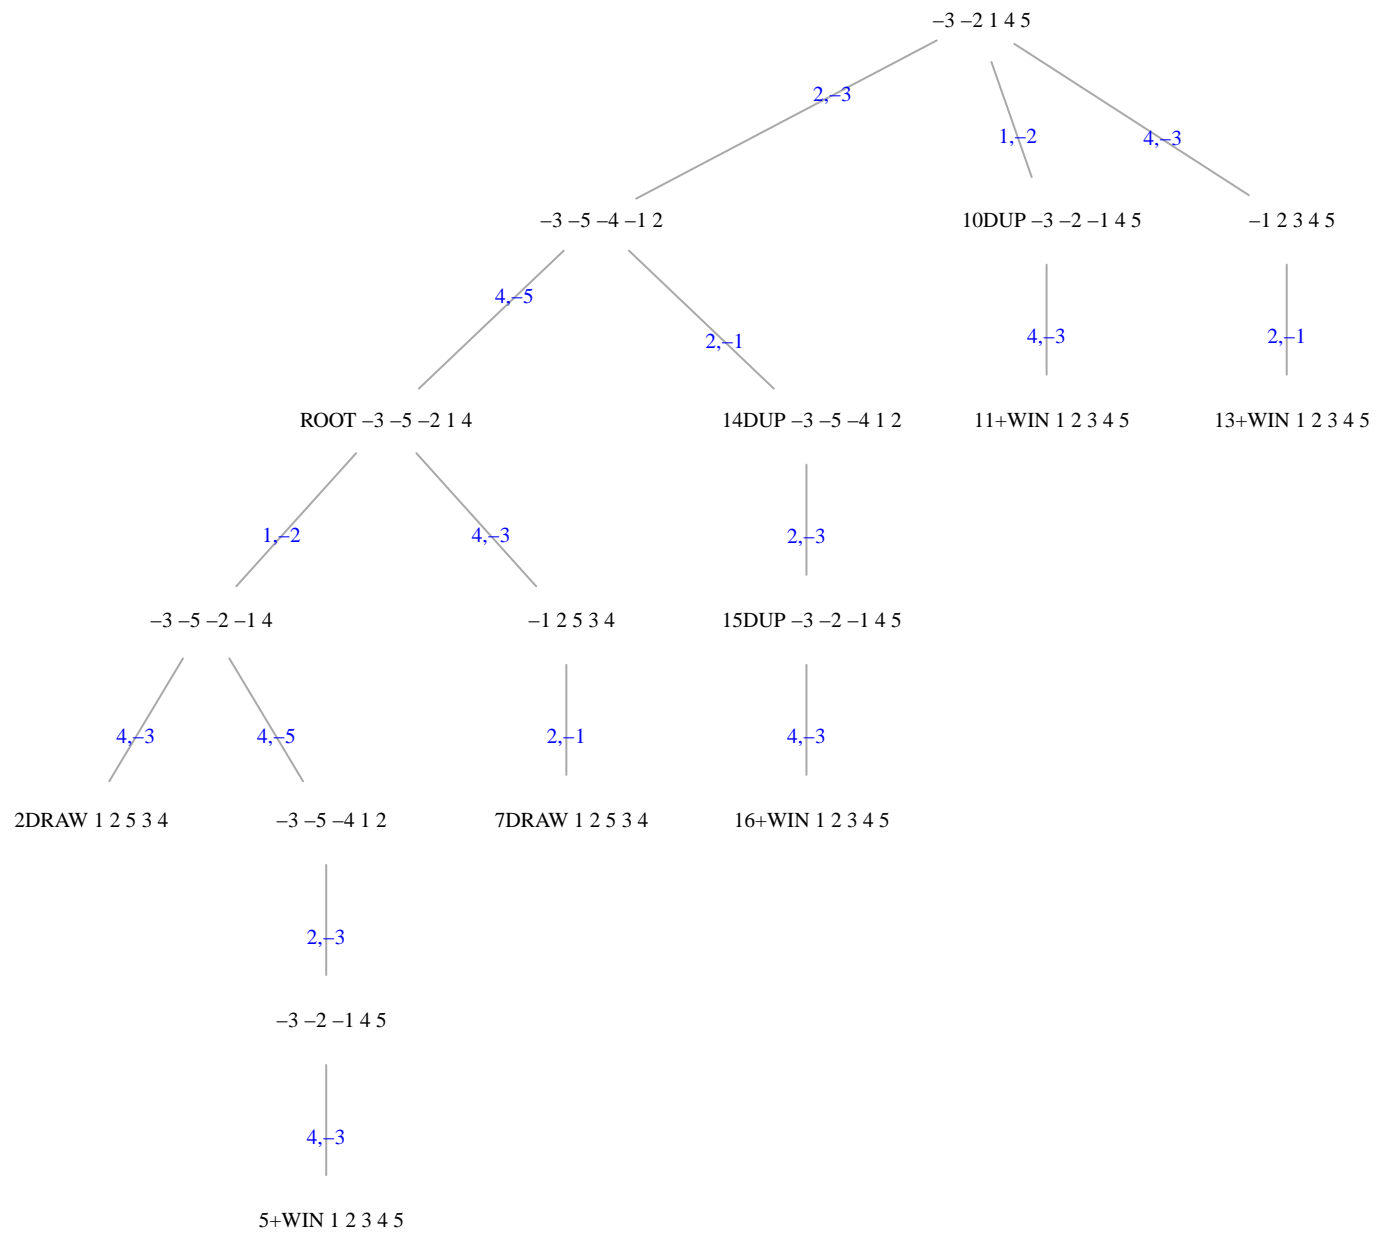 –3 –2 1 4 5
2,–3
1,–2
4,–3
–3 –5 –4 –1 2
10DUP –3 –2 –1 4 5
–1 2 3 4 5
4,–5
2,–1
4,–3
2,–1
ROOT –3 –5 –2 1 4
14DUP –3 –5 –4 1 2
11+WIN 1 2 3 4 5
13+WIN 1 2 3 4 5
1,–2
4,–3
2,–3
–3 –5 –2 –1 4
–1 2 5 3 4
15DUP –3 –2 –1 4 5
4,–3
4,–5
2,–1
4,–3
2DRAW 1 2 5 3 4
–3 –5 –4 1 2
7DRAW 1 2 5 3 4
16+WIN 1 2 3 4 5
2,–3
–3 –2 –1 4 5
4,–3
5+WIN 1 2 3 4 5